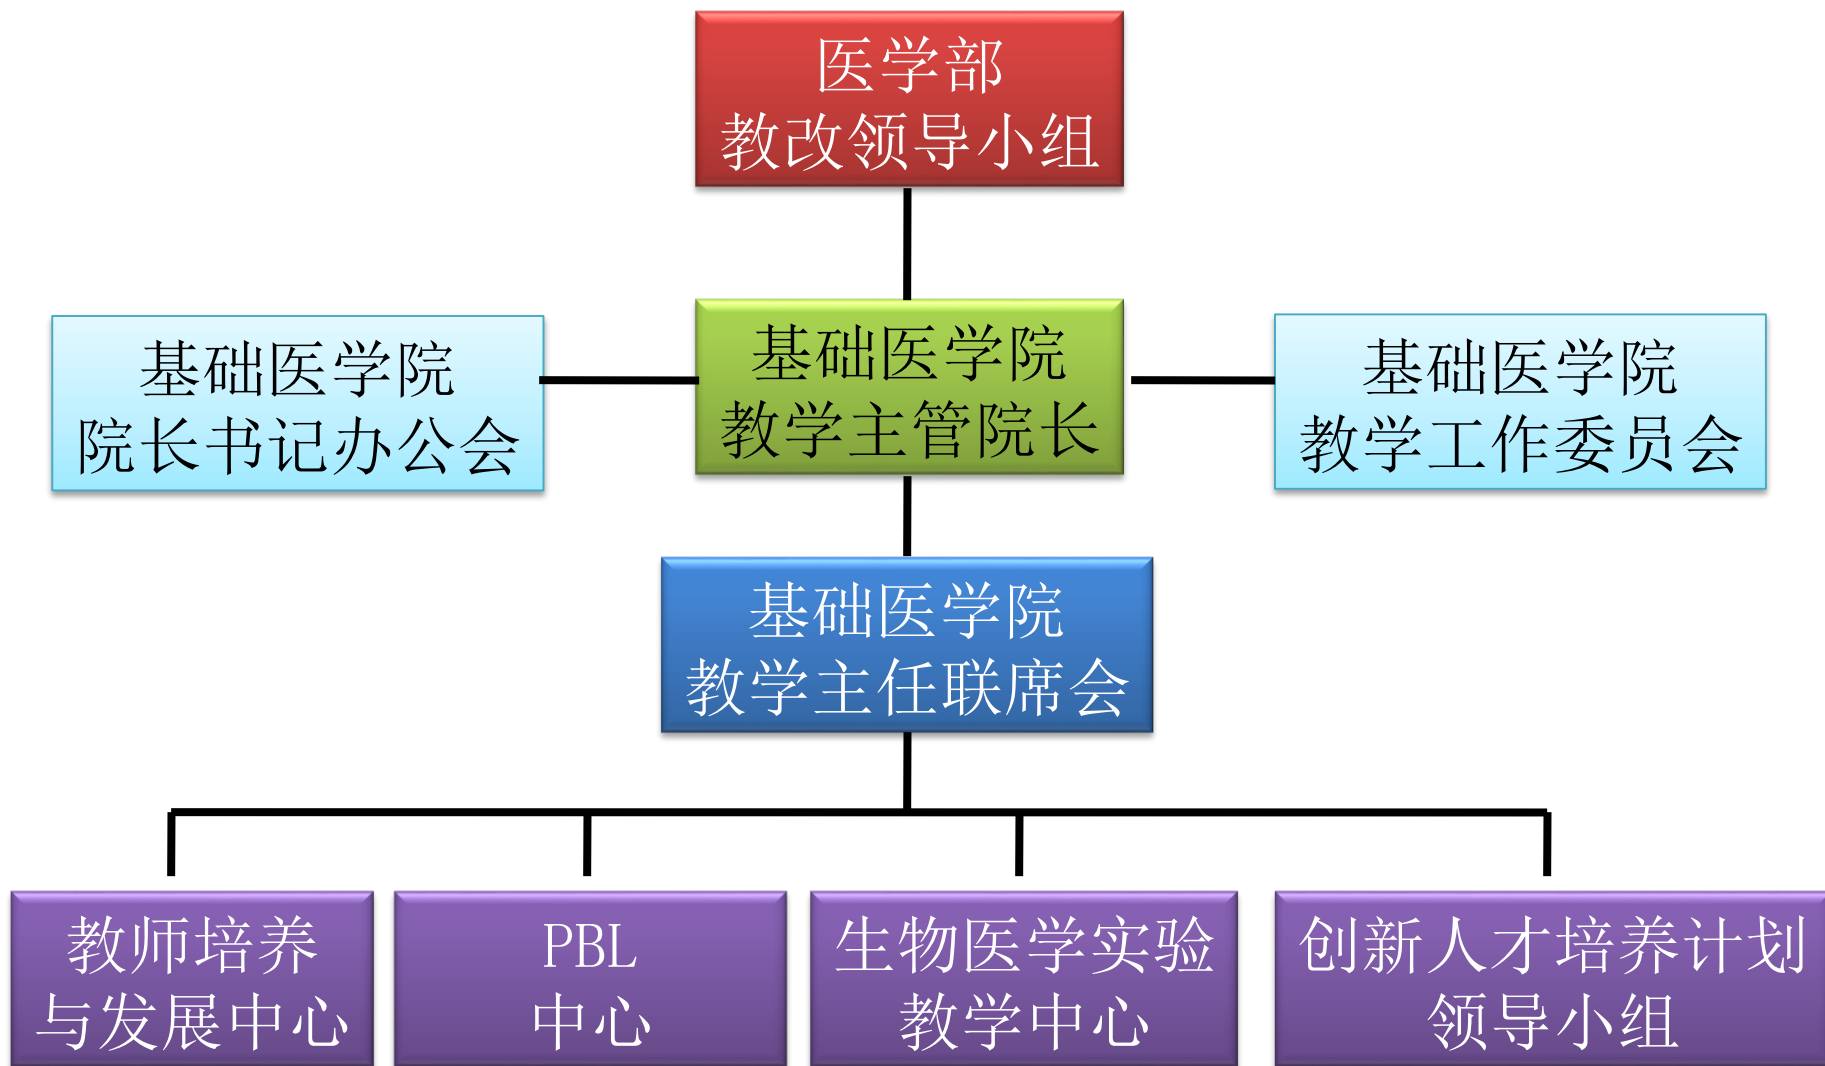 医学部
教改领导小组
基础医学院
院长书记办公会
基础医学院
教学主管院长
基础医学院
教学工作委员会
基础医学院
教学主任联席会
教师培养
与发展中心
PBL
中心
生物医学实验
教学中心
创新人才培养计划
领导小组